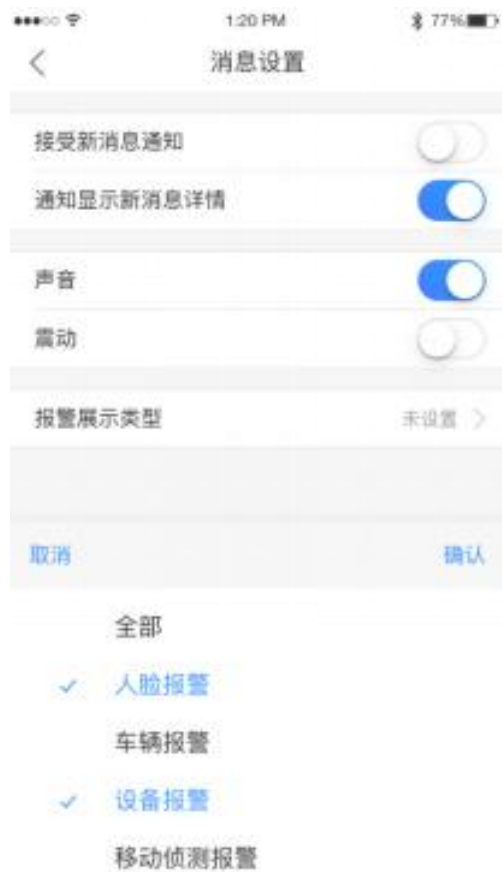 1:20 PM
77%
消息设置
接受新消息通知
通知显示新消息详情
声音
震动
报警展示类型
未设置
取消
确认
全部
人脸报警
车辆报警
设备报警
移动侦测报警